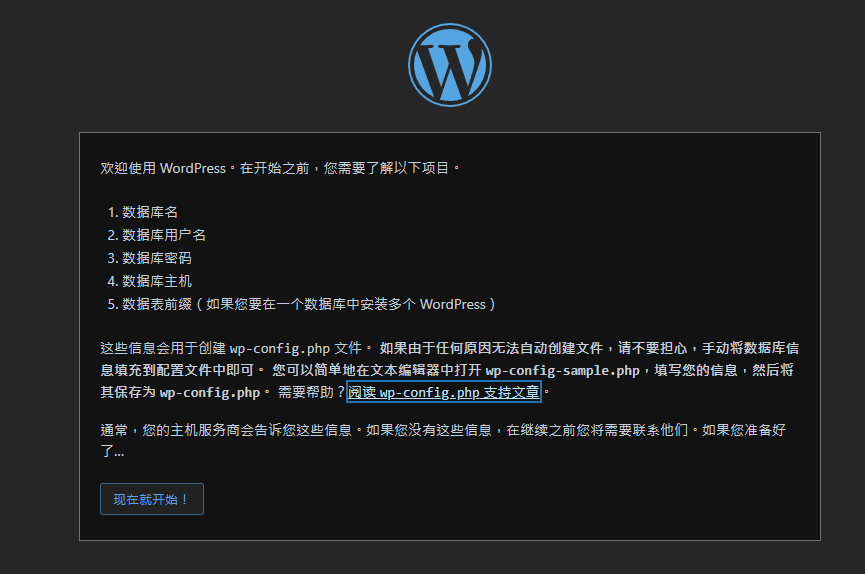 欢迎使用 WordPress。在开始之前，您需要了解以下项目。
1. 数据库名
2. 数据库用户名
3. 数据库密码
4. 数据库主机
5. 数据表前缀（如果您要在一个数据库中安装多个 WordPress）
这些信息会用于创建 wp-config.php 文件。 如果由于任何原因无法自动创建文件，请不要担心，手动将数据库信
息填充到配置文件中即可。 您可以简单地在文本编辑器中打开 wp-config-sample.php，填写您的信息，然后将
其保存为 wp-config.php。 需要帮助？阅读 wp-config.php 支持文章。
通常，您的主机服务商会告诉您这些信息。如果您没有这些信息，在继续之前您将需要联系他们。如果您准备好
了...
现在就开始！